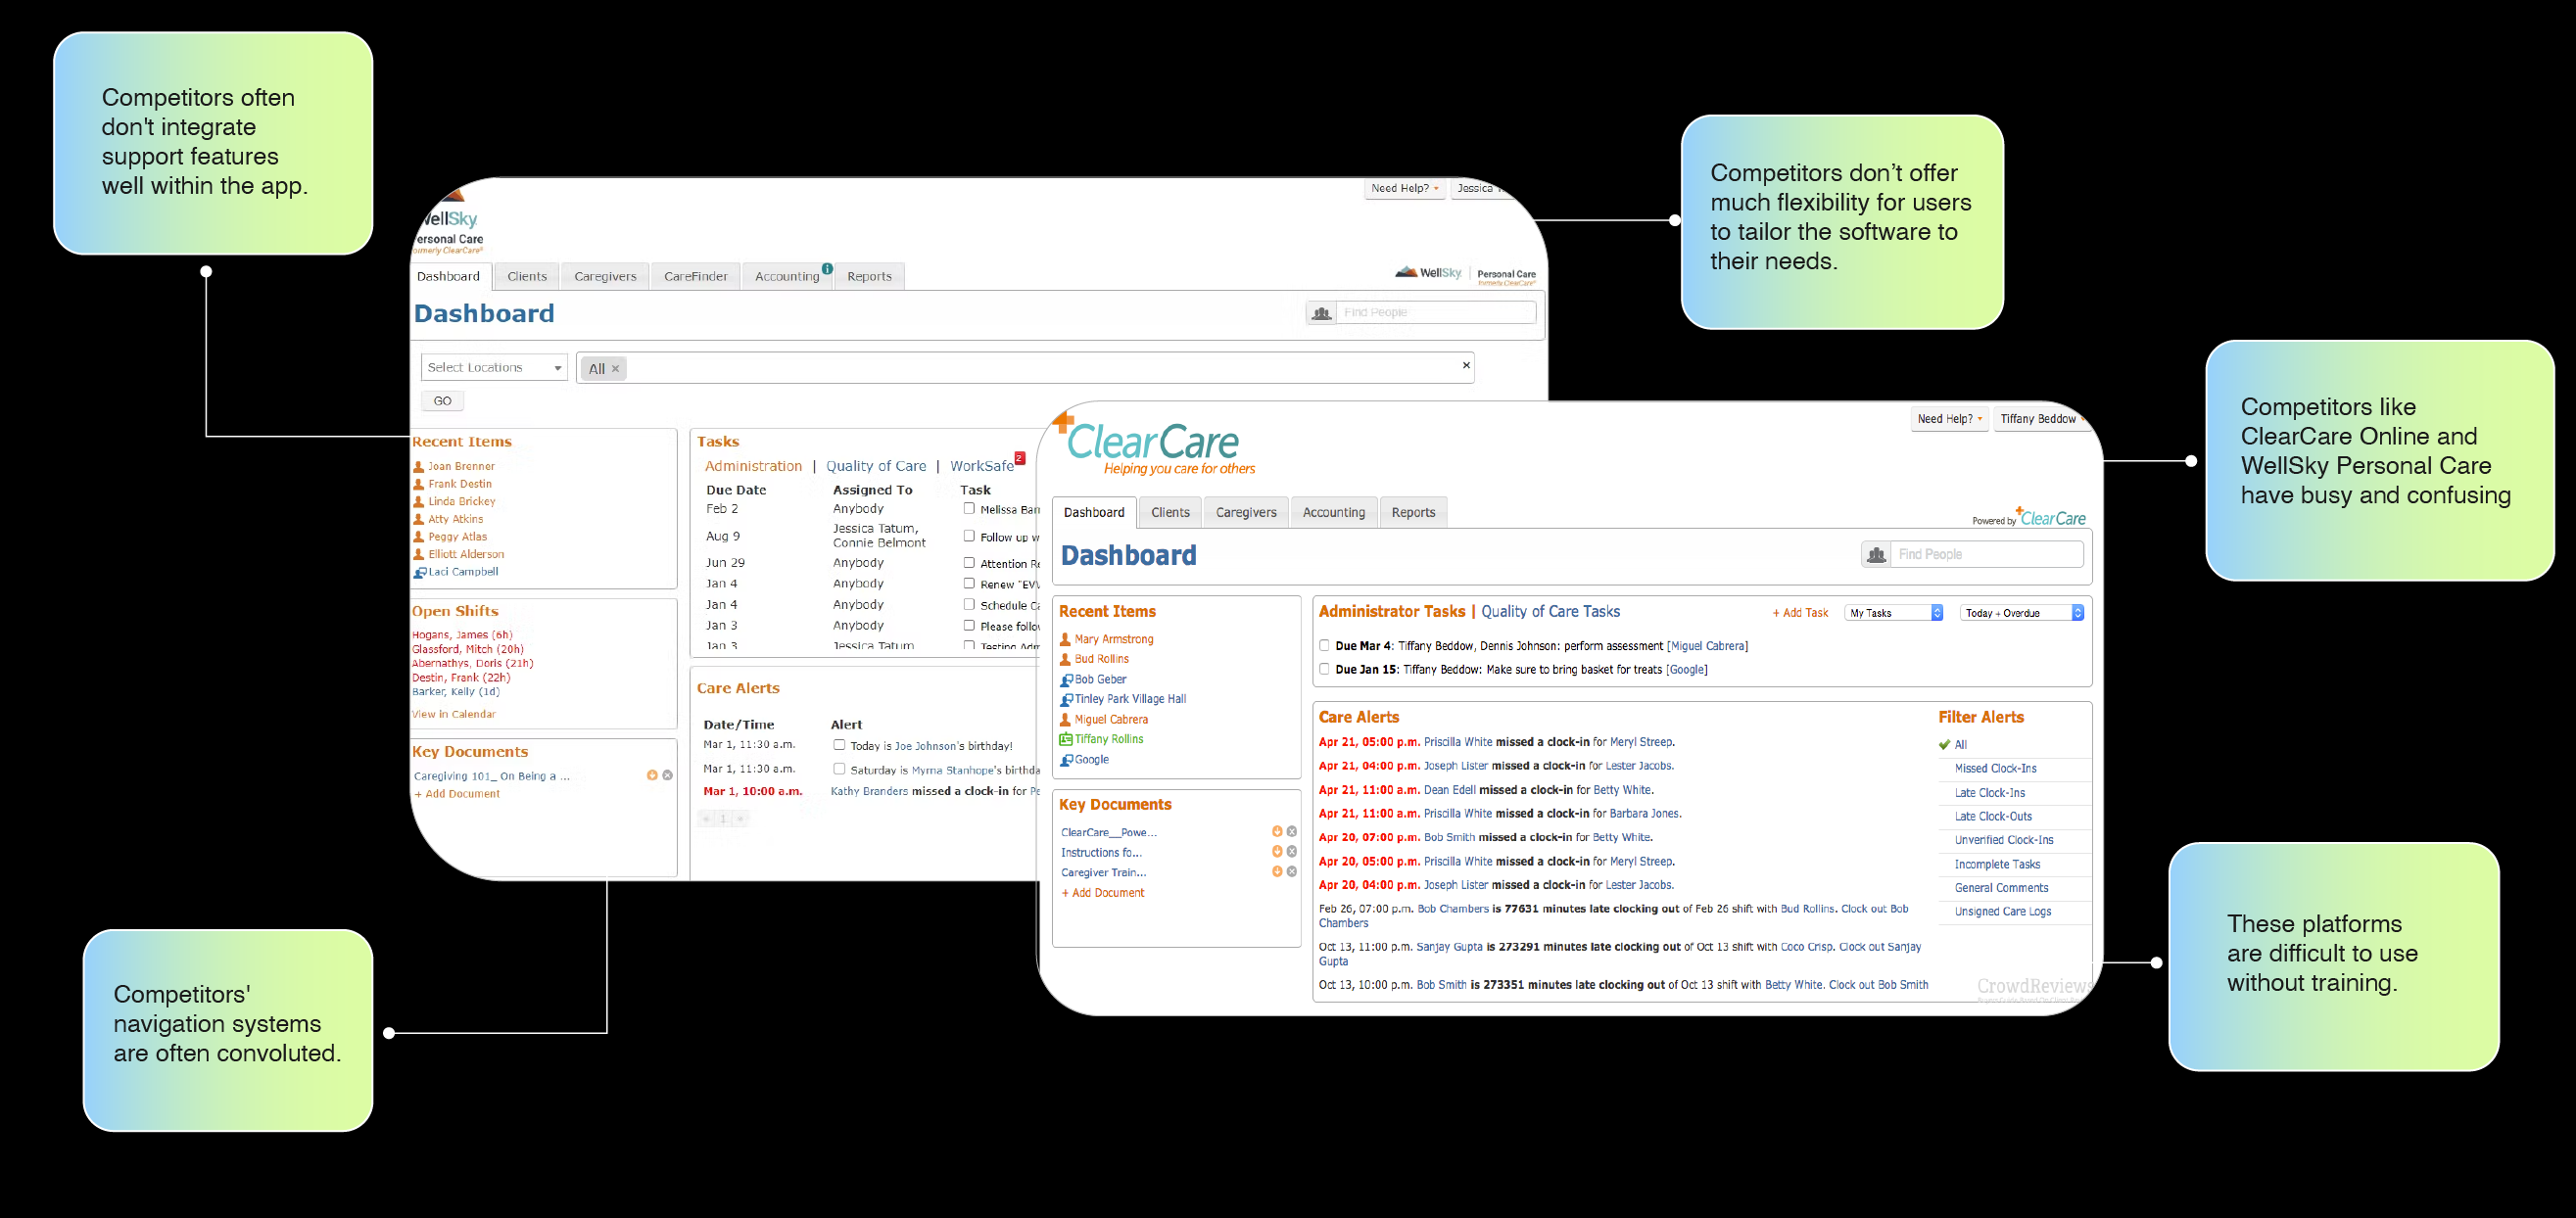 Competitors often
don't integrate
support features
well within the app.
Competitors don’t offer
much flexibility for users
to tailor the software to
their needs.
Competitors like
ClearCare Online and
WellSky Personal Care
have busy and confusing
Competitors'
navigation systems
are often convoluted.
These platforms
are difficult to use
without training.
Need Help?
Jessica
WellSky
Personal Care
formerly ClearCare®
Dashboard Clients Caregivers CareFinder Accounting Reports
WellSky Personal Care
formerly ClearCare®
Dashboard
Find People
Select Locations
All ×
×
GO
Recent Items
Joan Brenner
Frank Destin
Linda Brickey
Atty Atkins
Peggy Atlas
Elliott Alderson
Laci Campbell
Open Shifts
Hogans, James (6h)
Glassford, Mitch (20h)
Abernathys, Doris (21h)
Destin, Frank (22h)
Barker, Kelly (1d)
View in Calendar
Key Documents
Caregiving 101_ On Being a ...
+ Add Document
Tasks
Administration | Quality of Care | WorkSafe 2
Due Date Assigned To Task
Feb 2 Anybody Melissa Bar
Aug 9 Jessica Tatum, Connie Belmont Follow up w
Jun 29 Anybody Attention Re
Jan 4 Anybody Renew "EVV
Jan 4 Anybody Schedule Ca
Jan 3 Anybody Please follow
Jan 3 Jessica Tatum Testing Adm
Care Alerts
Date/Time Alert
Mar 1, 11:30 a.m. Today is Joe Johnson's birthday!
Mar 1, 11:30 a.m. Saturday is Myrna Stanhope's birthda
Mar 1, 10:00 a.m. Kathy Branders missed a clock-in for Pe
1
ClearCare
Helping you care for others
Need Help? Tiffany Beddow
Dashboard Clients Caregivers Accounting Reports
Powered by ClearCare
Dashboard
Find People
Recent Items
Mary Armstrong
Bud Rollins
Bob Geber
Tinley Park Village Hall
Miguel Cabrera
Tiffany Rollins
Google
Key Documents
ClearCare__Powe...
Instructions fo...
Caregiver Train...
+ Add Document
Administrator Tasks | Quality of Care Tasks
+ Add Task My Tasks Today + Overdue
Due Mar 4: Tiffany Beddow, Dennis Johnson: perform assessment [Miguel Cabrera]
Due Jan 15: Tiffany Beddow: Make sure to bring basket for treats [Google]
Care Alerts
Apr 21, 05:00 p.m. Priscilla White missed a clock-in for Meryl Streep.
Apr 21, 04:00 p.m. Joseph Lister missed a clock-in for Lester Jacobs.
Apr 21, 11:00 a.m. Dean Edell missed a clock-in for Betty White.
Apr 21, 11:00 a.m. Priscilla White missed a clock-in for Barbara Jones.
Apr 20, 07:00 p.m. Bob Smith missed a clock-in for Betty White.
Apr 20, 05:00 p.m. Priscilla White missed a clock-in for Meryl Streep.
Apr 20, 04:00 p.m. Joseph Lister missed a clock-in for Lester Jacobs.
Feb 26, 07:00 p.m. Bob Chambers is 77631 minutes late clocking out of Feb 26 shift with Bud Rollins. Clock out Bob
Chambers
Oct 13, 11:00 p.m. Sanjay Gupta is 273291 minutes late clocking out of Oct 13 shift with Coco Crisp. Clock out Sanjay
Gupta
Oct 13, 10:00 p.m. Bob Smith is 273351 minutes late clocking out of Oct 13 shift with Betty White. Clock out Bob Smith
Filter Alerts
All
Missed Clock-Ins
Late Clock-Ins
Late Clock-Outs
Unverified Clock-Ins
Incomplete Tasks
General Comments
Unsigned Care Logs
CrowdReviews